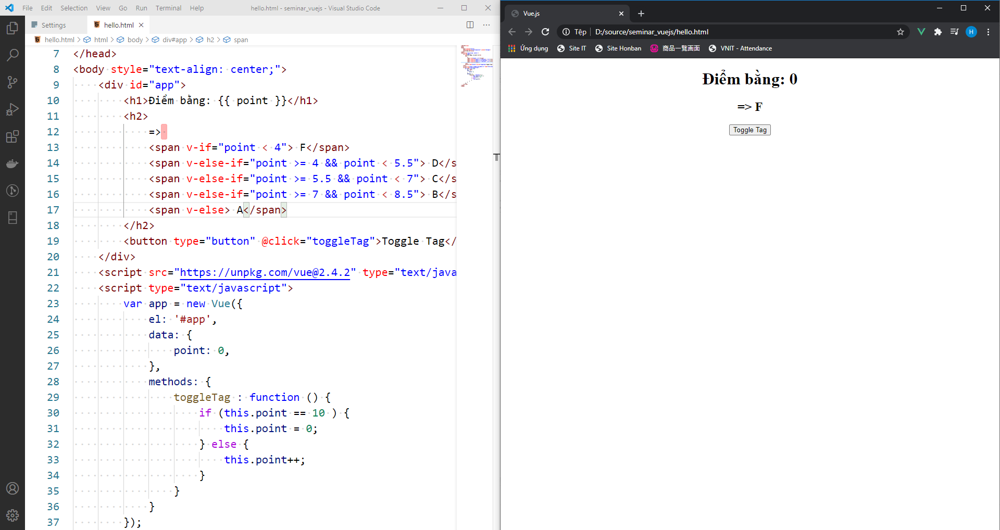 File Edit Selection View Go Run Terminal Help hello.html - seminar_vuejs - Visual Studio Code
Settings hello.html
hello.html > html > body > div#app > h2 > span
7 </head>
8 <body style="text-align: center;">
9 <div id="app">
10 <h1>Điểm bằng: {{ point }}</h1>
11 <h2>
12 =>
13 <span v-if="point < 4"> F</span>
14 <span v-else-if="point >= 4 && point < 5.5"> D</s
15 <span v-else-if="point >= 5.5 && point < 7"> C</s
16 <span v-else-if="point >= 7 && point < 8.5"> B</s
17 <span v-else> A</span>
18 </h2>
19 <button type="button" @click="toggleTag">Toggle Tag</
20 </div>
21 <script src="https://unpkg.com/vue@2.4.2" type="text/java
22 <script type="text/javascript">
23 var app = new Vue({
24 el: '#app',
25 data: {
26 point: 0,
27 },
28 methods: {
29 toggleTag : function () {
30 if (this.point == 10 ) {
31 this.point = 0;
32 } else {
33 this.point++;
34 }
35 }
36 }
37 });
Vue.js
Tệp D:/source/seminar_vuejs/hello.html H
Ứng dụng Site IT Site Honban 商品一覧画面 VNIT - Attendance
Điểm bằng: 0
=> F
Toggle Tag